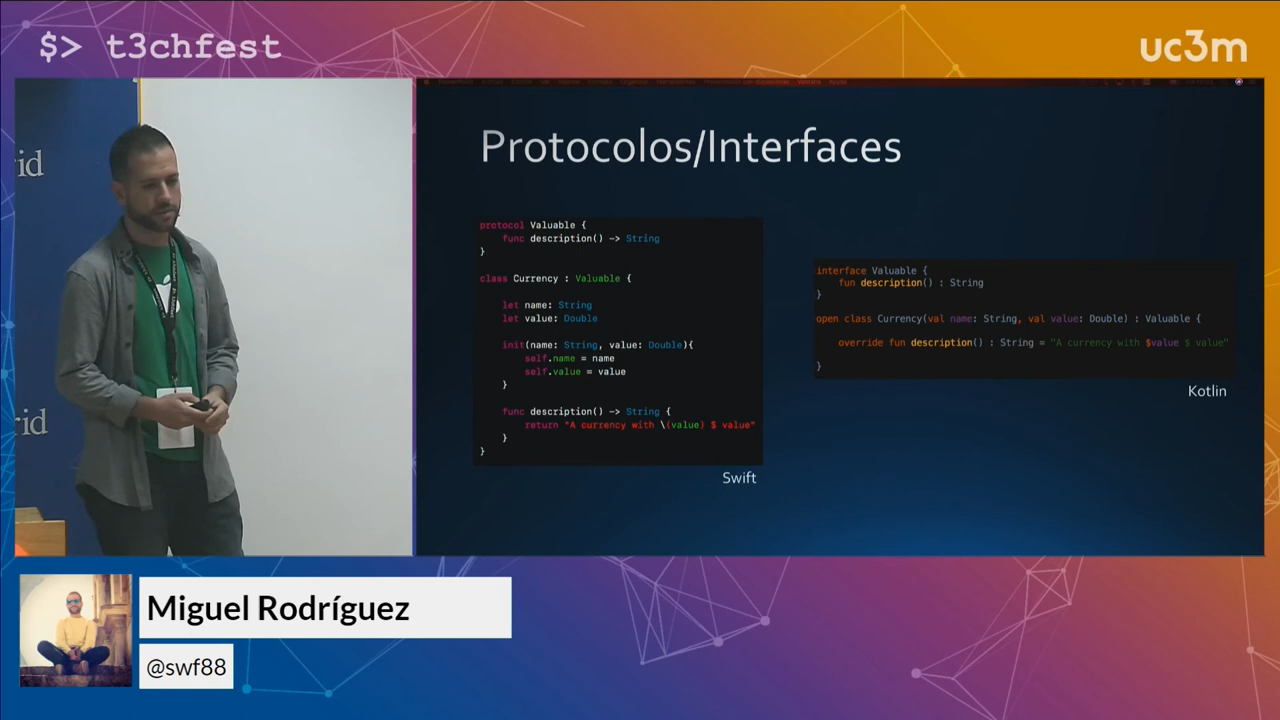 $> t3chfest
uc3m
rid
rid
Protocolos/Interfaces
protocol Valuable {
func description() -> String
}
class Currency : Valuable {
let name: String
let value: Double
init(name: String, value: Double){
self.name = name
self.value = value
}
func description() -> String {
return "A currency with \(value) $ value"
}
}
Swift
interface Valuable {
fun description() : String
}
open class Currency(val name: String, val value: Double) : Valuable {
override fun description() : String = "A currency with $value $ value"
}
Kotlin
Miguel Rodríguez
@swf88